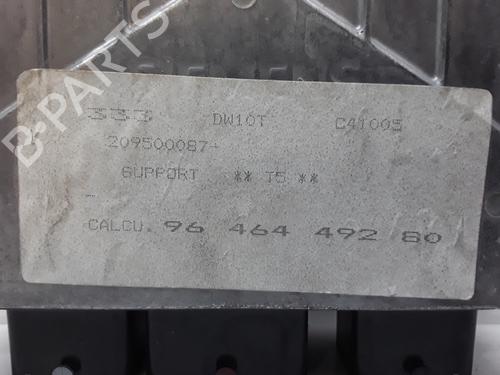 B-PARTS
333 DW10T C41005
209500087-
SUPPORT ** T5 **
-
CALCU. 96 464 492 80